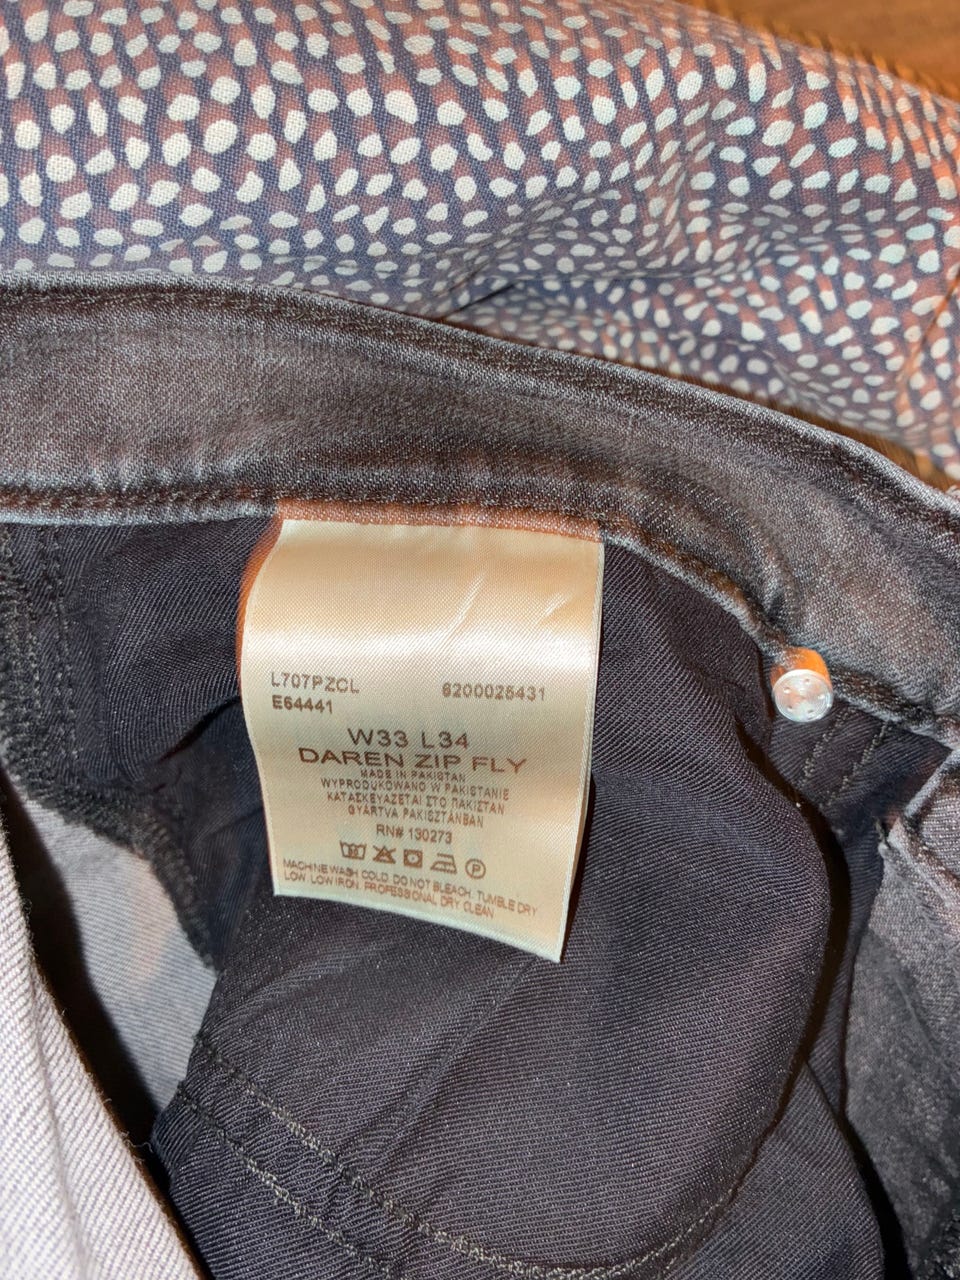 L707PZCL 6200025431
E64441
W33 L34
DAREN ZIP FLY
MADE IN PAKISTAN
WYPRODUKOWANO W PAKISTANIE
ΚΑΤΑΣΚΕΥΑΖΕΤΑΙ ΣΤΟ ΠΑΚΙΣΤΑΝ
GYÁRTVA PAKISZTÁNBAN
RN# 130273
MACHINE WASH COLD. DO NOT BLEACH. TUMBLE DRY
LOW. LOW IRON. PROFESSIONAL DRY CLEAN